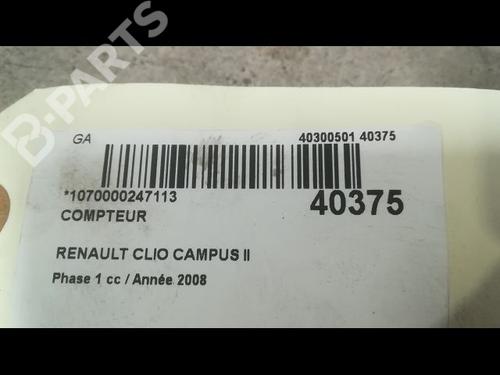 B-PARTS
GA
40300501 40375
*1070000247113
40375
COMPTEUR
RENAULT CLIO CAMPUS II
Phase 1 cc / Année 2008